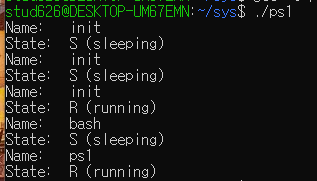 stud626@DESKTOP-UM67EMN:~/sys$ ./ps1
Name:   init
State:  S (sleeping)
Name:   init
State:  S (sleeping)
Name:   init
State:  R (running)
Name:   bash
State:  S (sleeping)
Name:   ps1
State:  R (running)